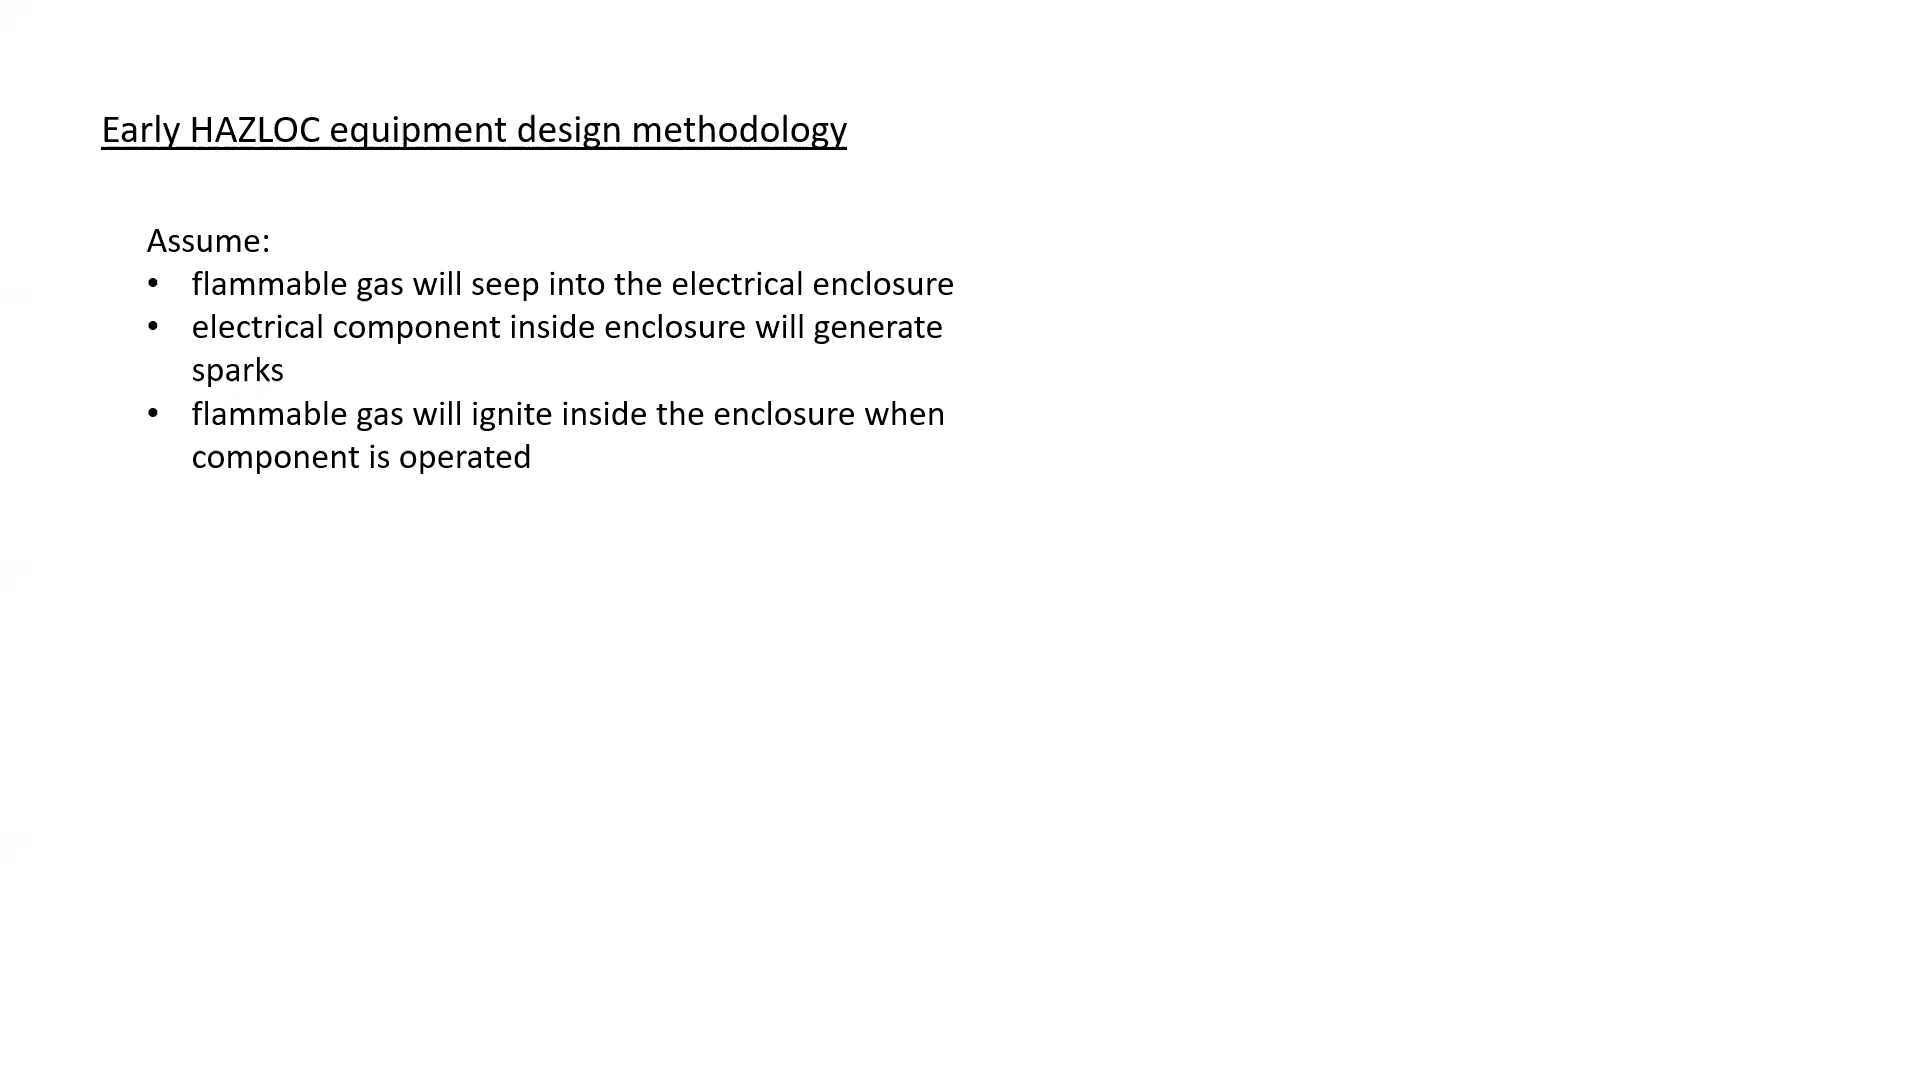 Early HAZLOC equipment design methodology
Assume:
• flammable gas will seep into the electrical enclosure
• electrical component inside enclosure will generate
sparks
• flammable gas will ignite inside the enclosure when
component is operated